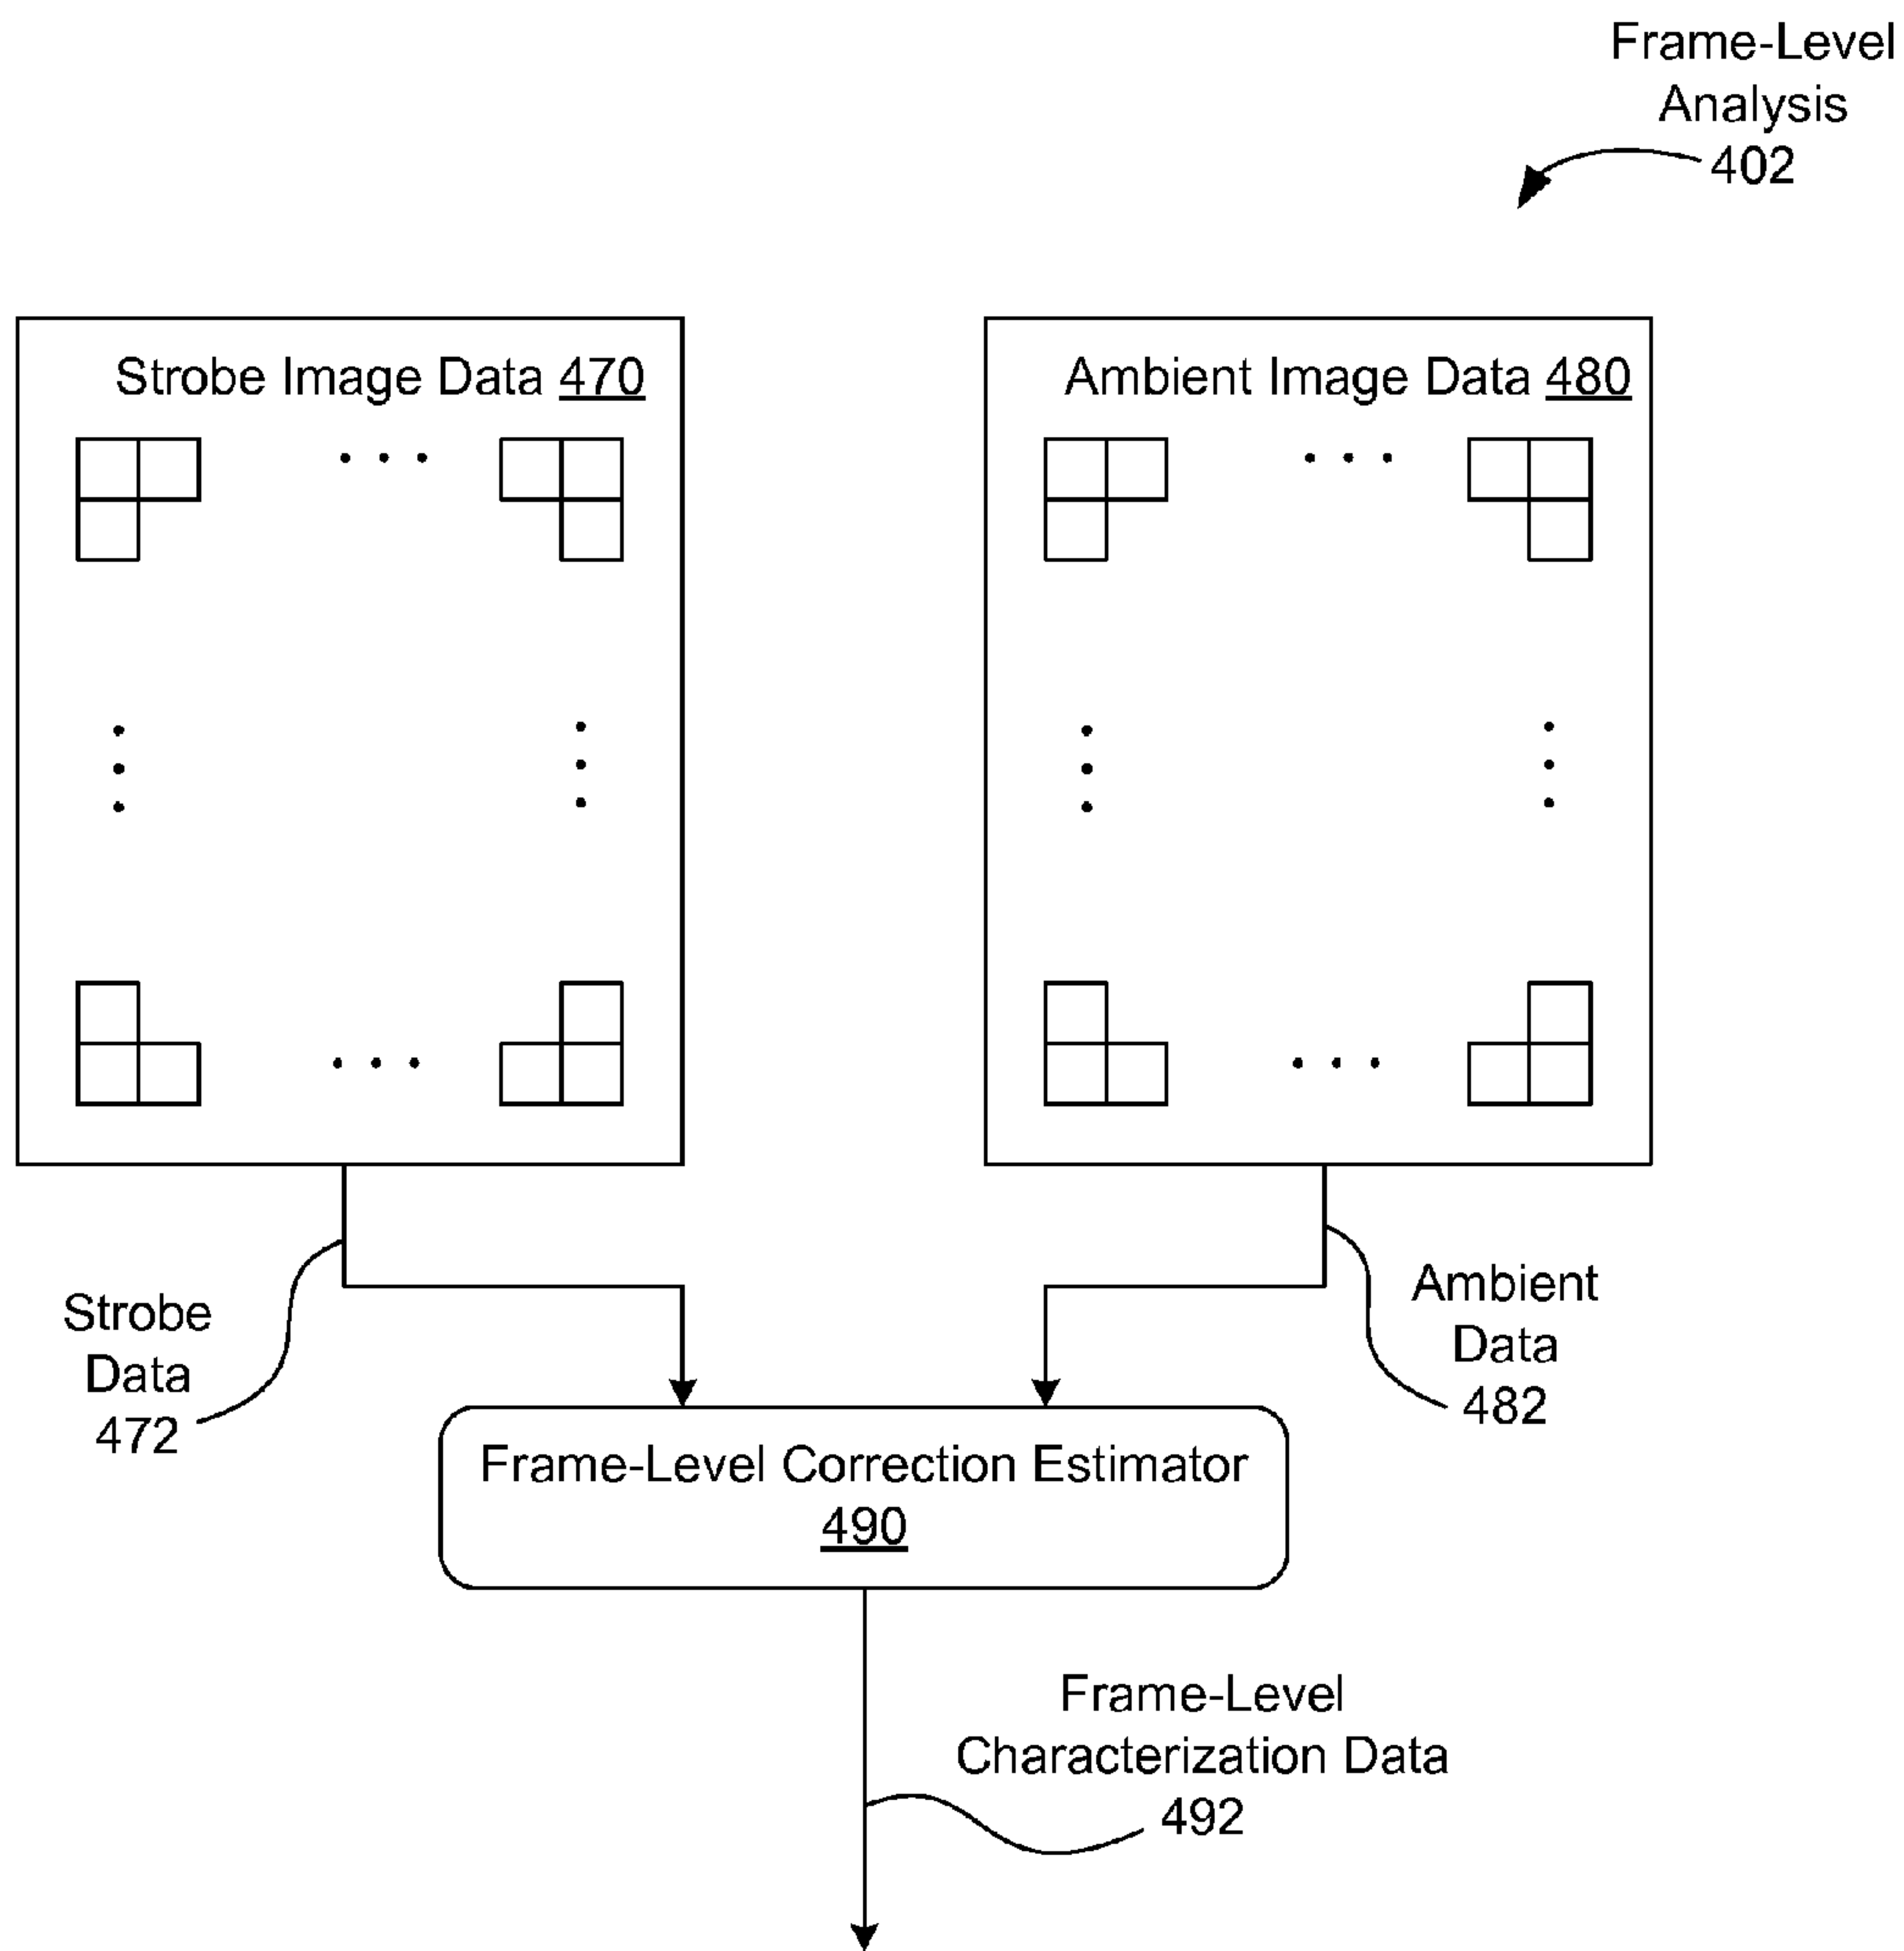 Frame-Level
Analysis
402
Strobe Image Data 470
Ambient Image Data 480
Strobe
Data
472
Ambient
Data
482
Frame-Level Correction Estimator
490
Frame-Level
Characterization Data
492